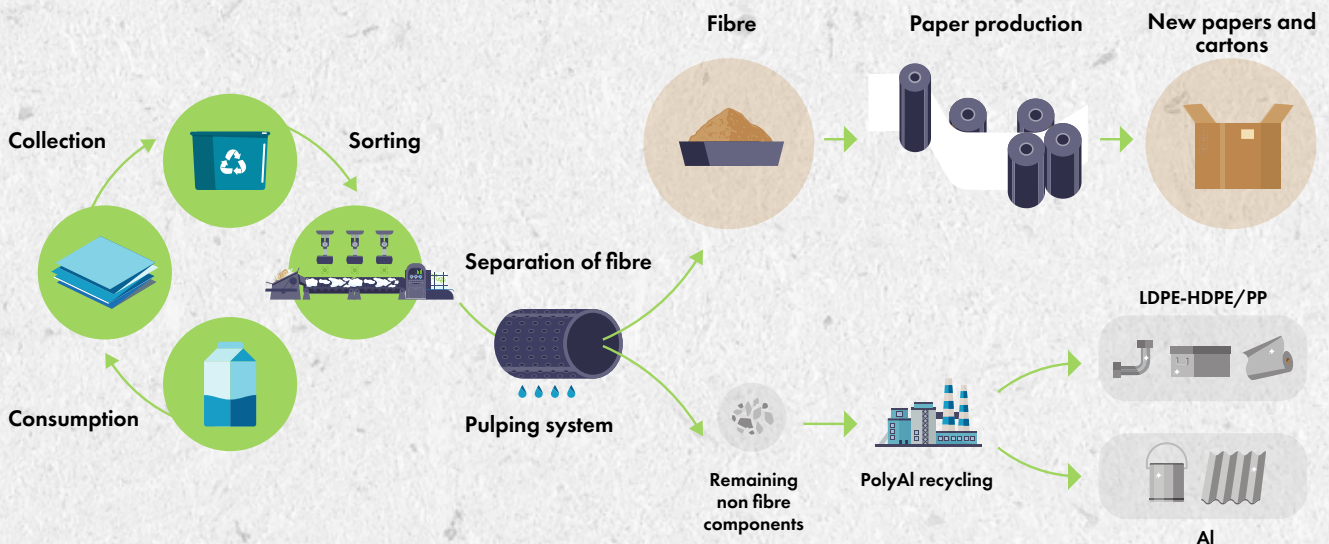 Fibre
Paper production
New papers and
cartons
Collection
Sorting
Separation of fibre
LDPE-HDPE/PP
Consumption
Pulping system
Remaining
non fibre
components
PolyAl recycling
Al